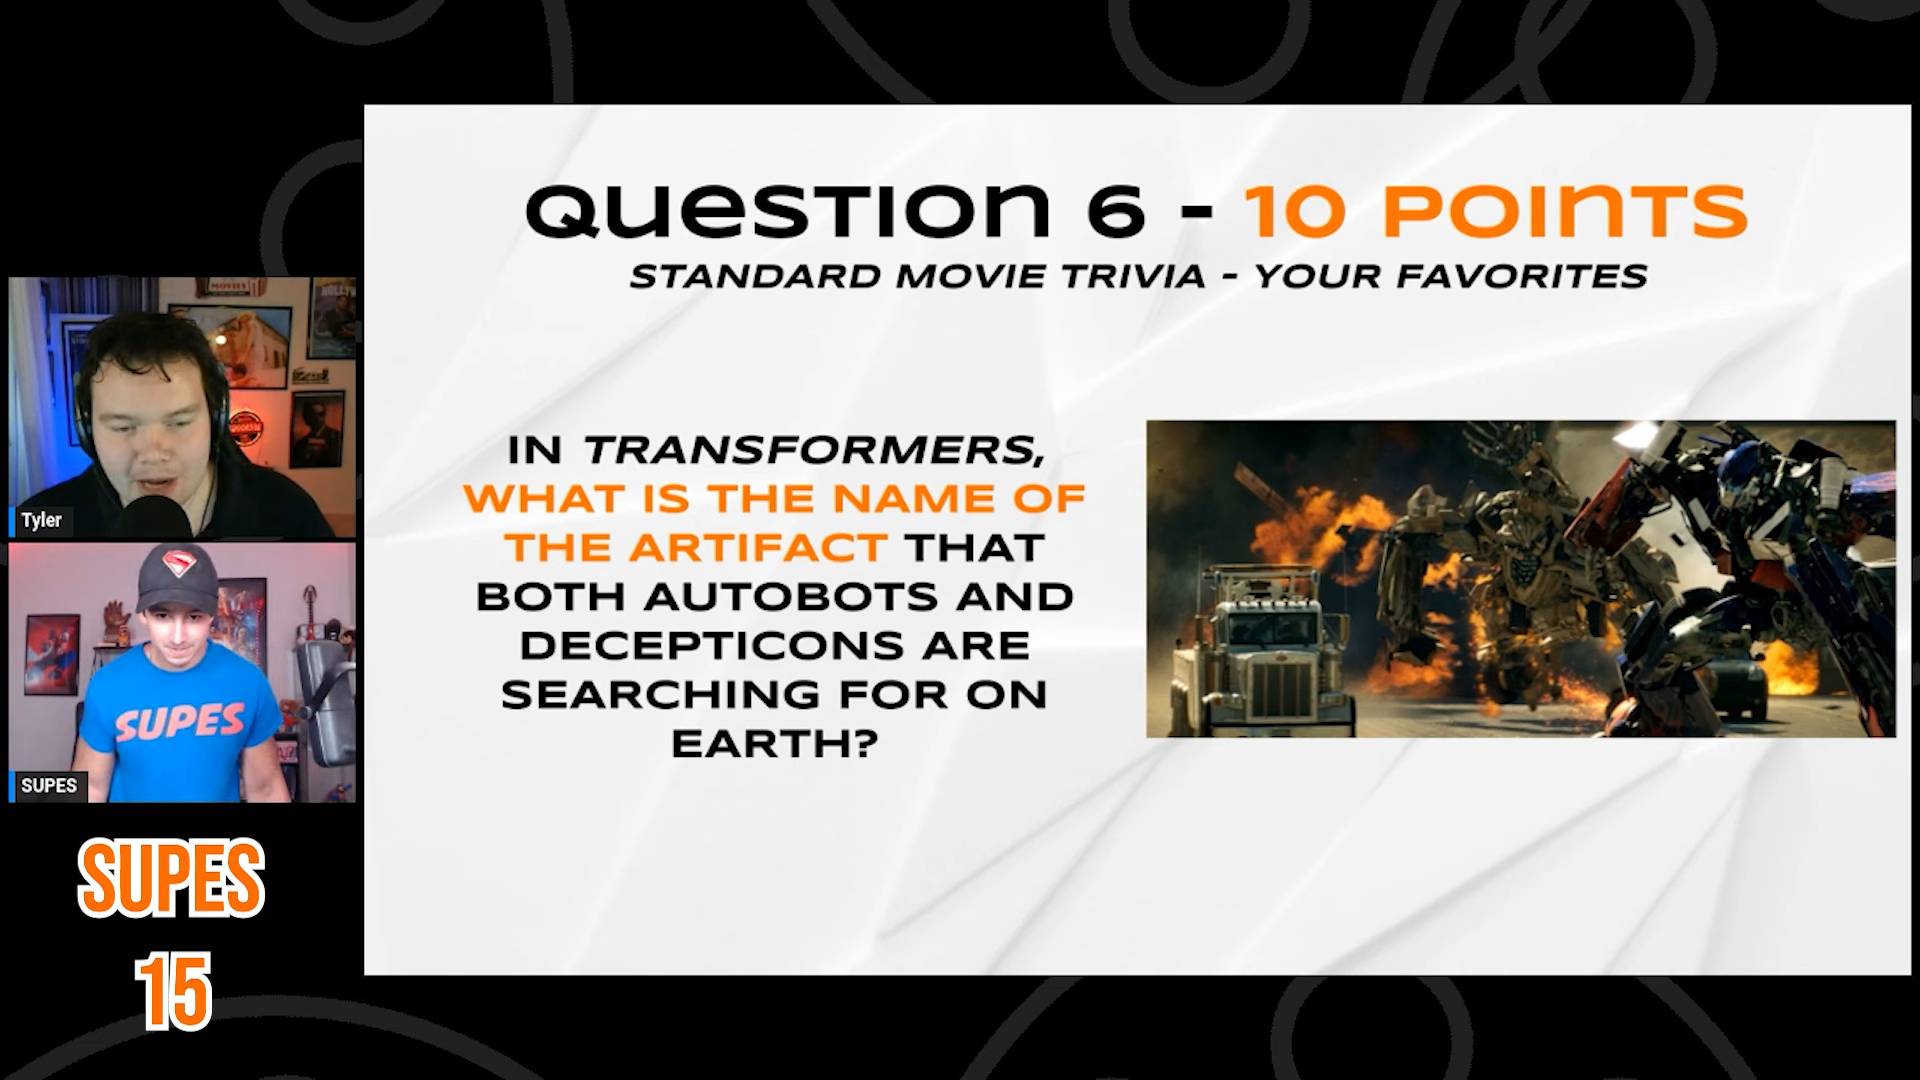 QUESTION 6 - 10 POINTS
STANDARD MOVIE TRIVIA - YOUR FAVORITES
IN TRANSFORMERS,
WHAT IS THE NAME OF
THE ARTIFACT THAT
BOTH AUTOBOTS AND
DECEPTICONS ARE
SEARCHING FOR ON
EARTH?
MOVIES
Tyler
SUPES
SUPES
SUPES
15